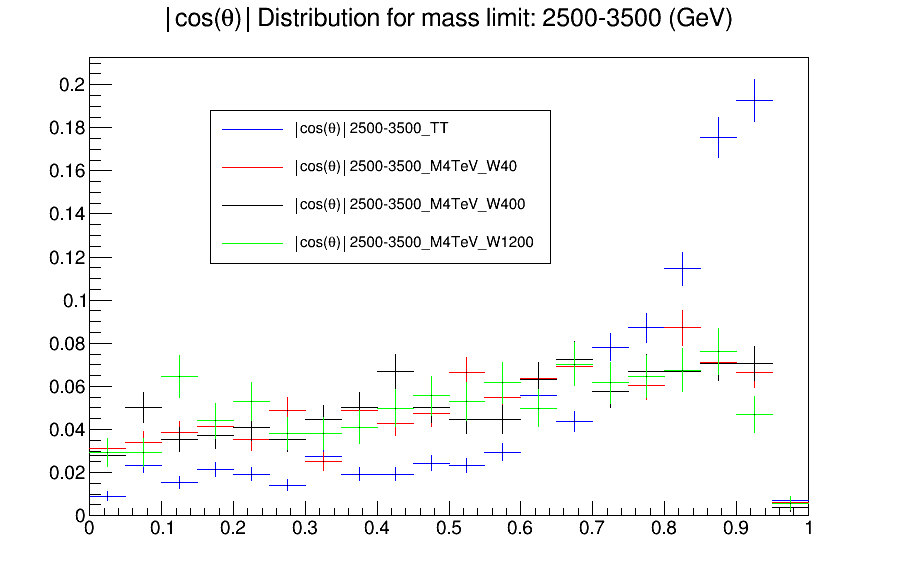 |cos(θ)| Distribution for mass limit: 2500-3500 (GeV)
0.2
0.18
0.16
0.14
0.12
0.1
0.08
0.06
0.04
0.02
0
|cos(θ)| 2500-3500_TT
|cos(θ)| 2500-3500_M4TeV_W40
|cos(θ)| 2500-3500_M4TeV_W400
|cos(θ)| 2500-3500_M4TeV_W1200
0 0.1 0.2 0.3 0.4 0.5 0.6 0.7 0.8 0.9 1